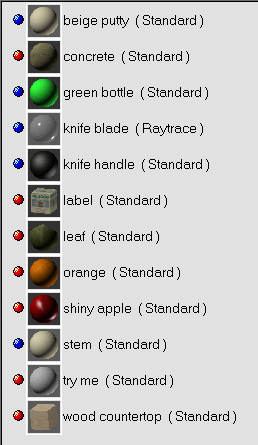 beige putty ( Standard )
concrete ( Standard )
green bottle ( Standard )
knife blade ( Raytrace )
knife handle ( Standard )
label ( Standard )
leaf ( Standard )
orange ( Standard )
shiny apple ( Standard )
stem ( Standard )
try me ( Standard )
wood countertop ( Standard )